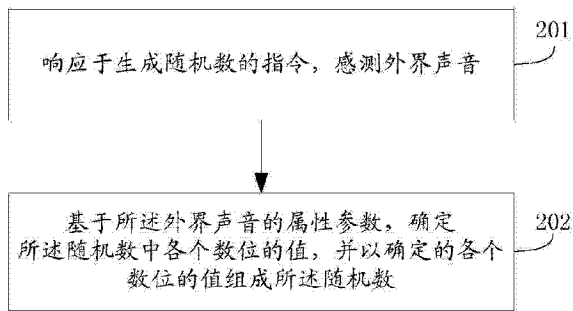 201
响应于生成随机数的指令，感测外界声音
202
基于所述外界声音的属性参数，确定
所述随机数中各个数位的值，并以确定的各个
数位的值组成所述随机数